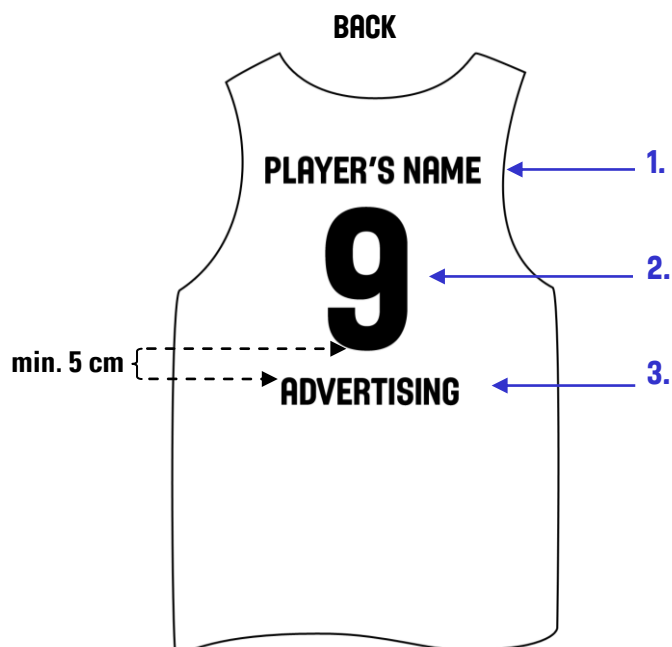 BACK
PLAYER'S NAME
1.
9
2.
min. 5 cm
ADVERTISING
3.